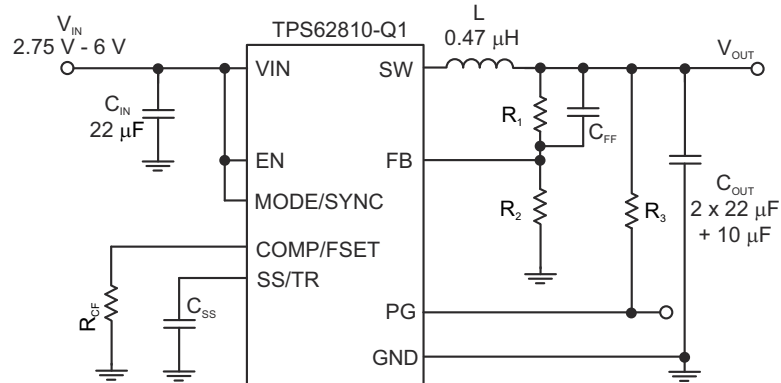 TPS62810-Q1
L
0.47 μH
V_IN
2.75 V - 6 V
V_OUT
VIN
SW
C_IN
22 μF
R_1
C_FF
EN
FB
MODE/SYNC
R_2
R_3
C_OUT
2 x 22 μF
+ 10 μF
COMP/FSET
SS/TR
R_CF
C_SS
PG
GND